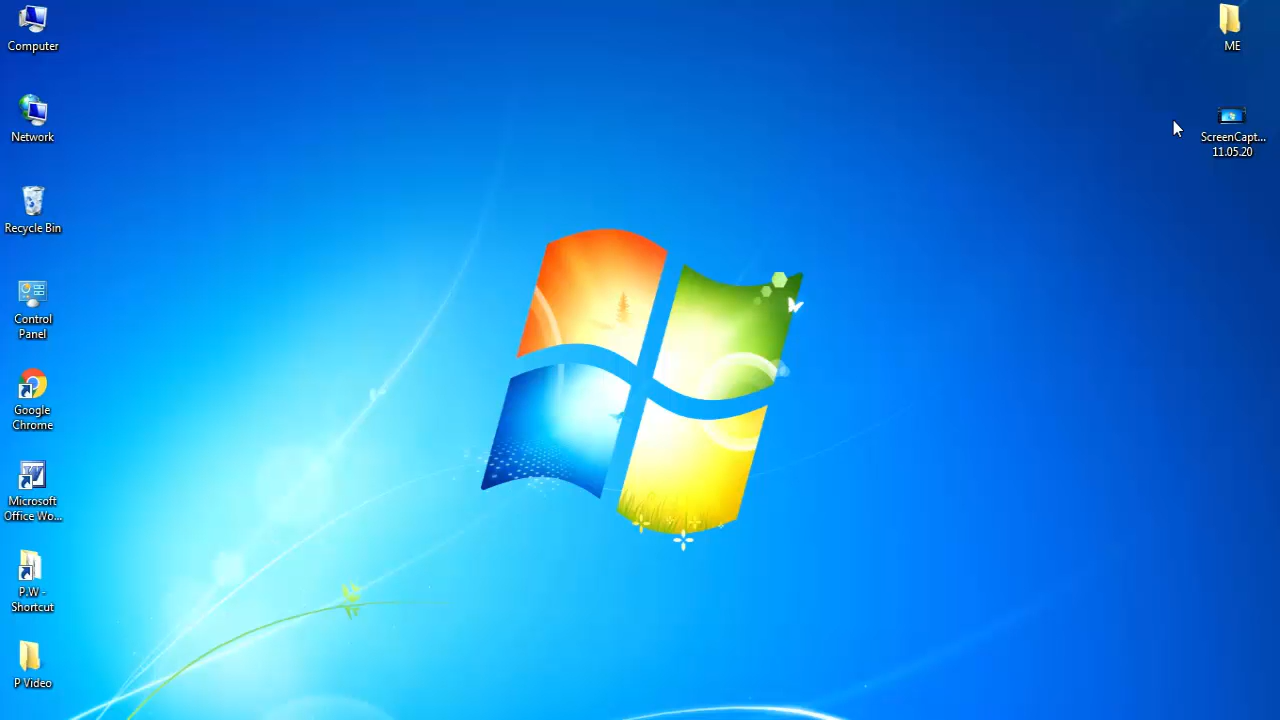 Computer
Network
Recycle Bin
Control
Panel
Google
Chrome
Microsoft
Office Wo...
P.W -
Shortcut
P Video
ME
ScreenCapt...
11.05.20